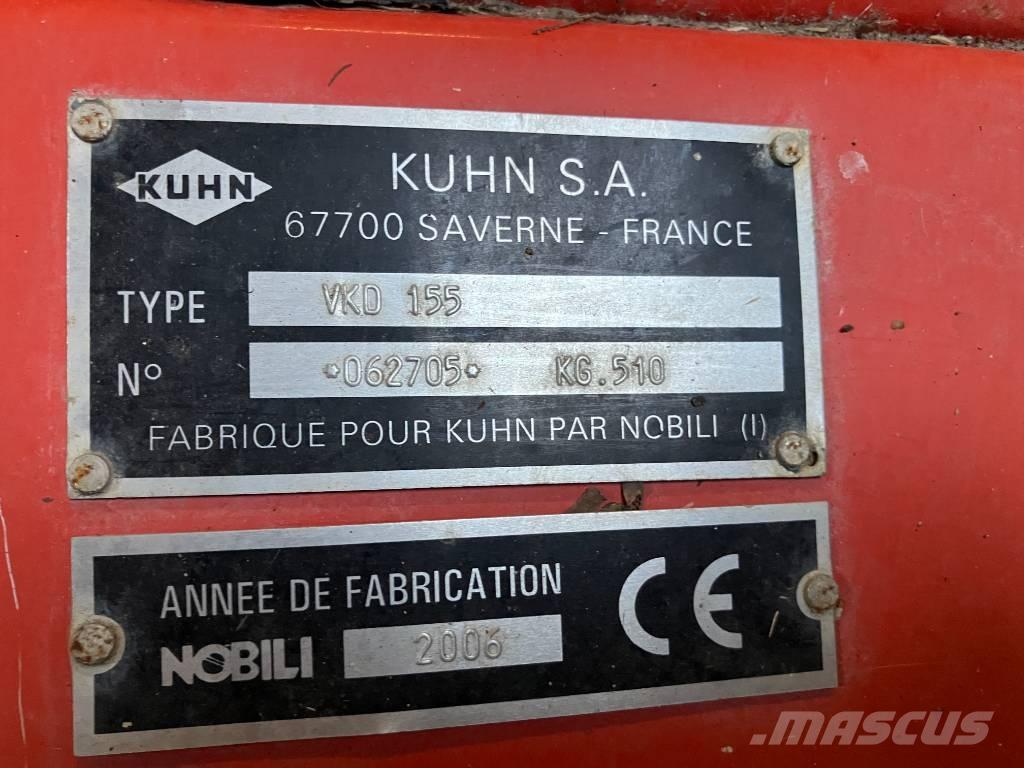 KUHN
KUHN S.A.
67700 SAVERNE - FRANCE
TYPE VKD 155
N° *062705* KG.510
FABRIQUE POUR KUHN PAR NOBILI (I)
ANNEE DE FABRICATION
NOBILI 2006
CE
MASCUS